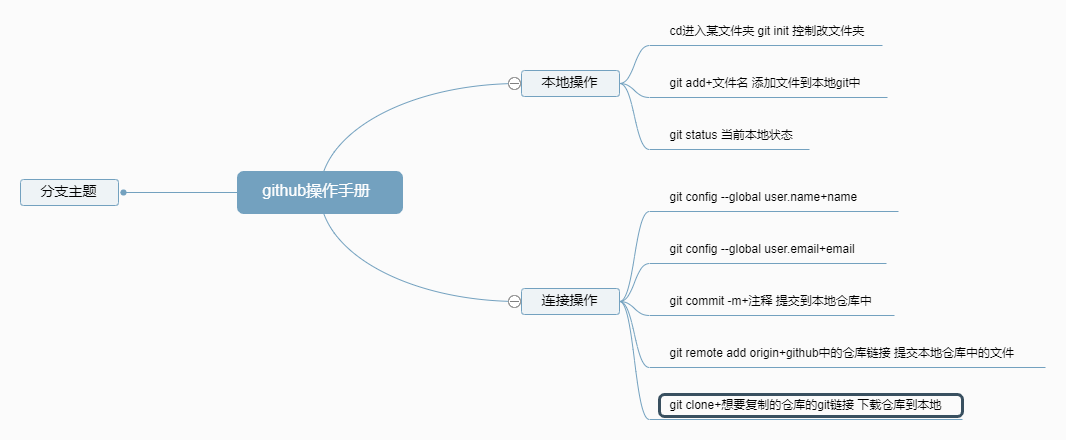 github操作手册
分支主题
本地操作
cd进入某文件夹 git init 控制改文件夹
git add+文件名 添加文件到本地git中
git status 当前本地状态
连接操作
git config --global user.name+name
git config --global user.email+email
git commit -m+注释 提交到本地仓库中
git remote add origin+github中的仓库链接 提交本地仓库中的文件
git clone+想要复制的仓库的git链接 下载仓库到本地